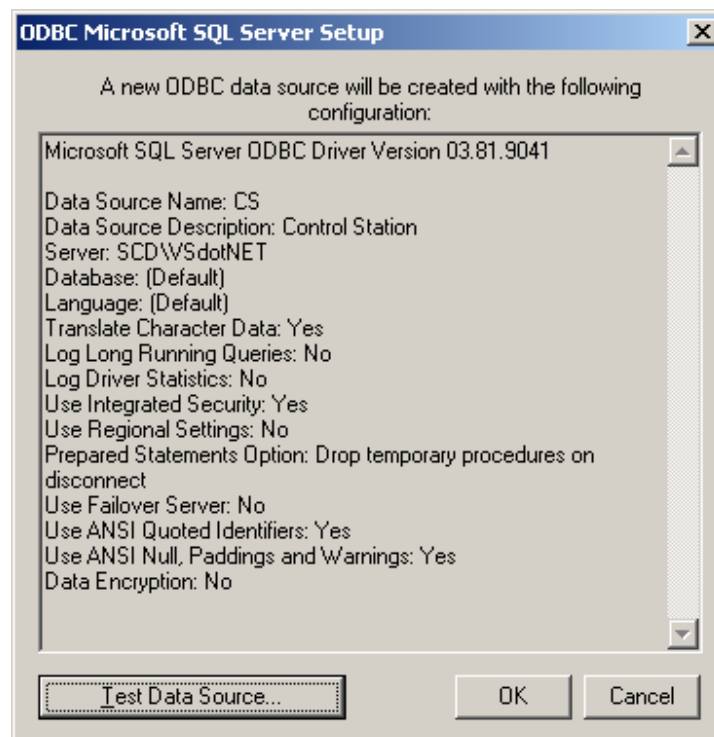 ODBC Microsoft SQL Server Setup
A new ODBC data source will be created with the following
configuration:
Microsoft SQL Server ODBC Driver Version 03.81.9041
Data Source Name: CS
Data Source Description: Control Station
Server: SCD\VSdotNET
Database: (Default)
Language: (Default)
Translate Character Data: Yes
Log Long Running Queries: No
Log Driver Statistics: No
Use Integrated Security: Yes
Use Regional Settings: No
Prepared Statements Option: Drop temporary procedures on
disconnect
Use Failover Server: No
Use ANSI Quoted Identifiers: Yes
Use ANSI Null, Paddings and Warnings: Yes
Data Encryption: No
Test Data Source...
OK
Cancel